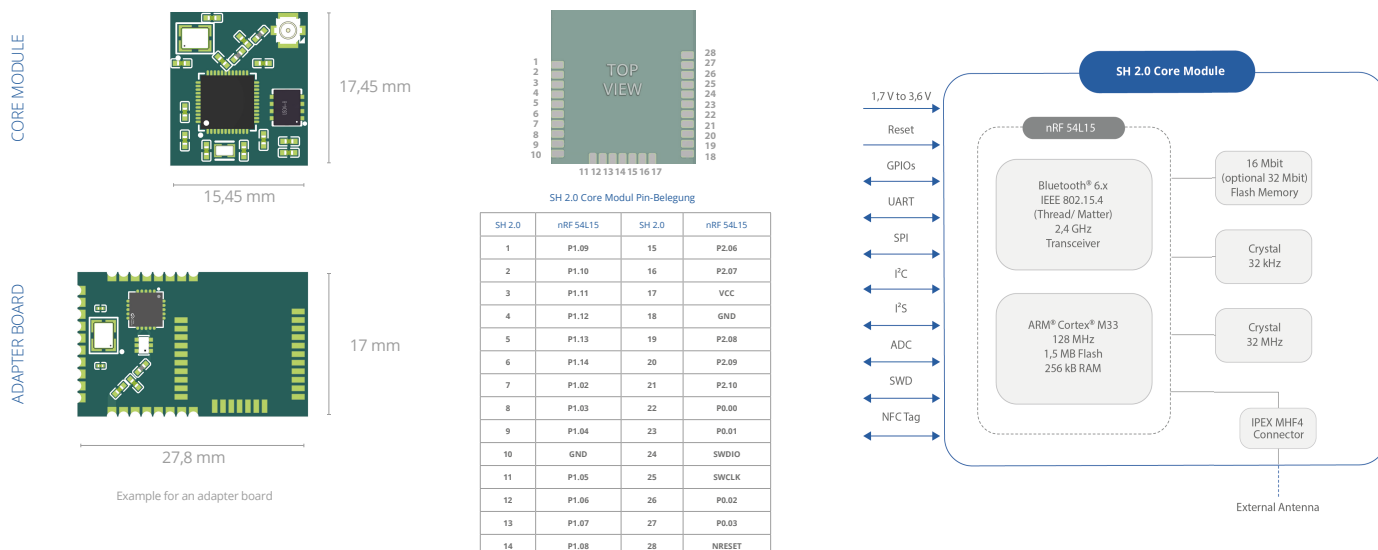 CORE MODULE
17,45 mm
15,45 mm
ADAPTER BOARD
17 mm
27,8 mm
Example for an adapter board
TOP
VIEW
1
2
3
4
5
6
7
8
9
10
11 12 13 14 15 16 17
28
27
26
25
24
23
22
21
20
19
18
SH 2.0 Core Modul Pin-Belegung
SH 2.0 nRF 54L15 SH 2.0 nRF 54L15
1 P1.09 15 P2.06
2 P1.10 16 P2.07
3 P1.11 17 VCC
4 P1.12 18 GND
5 P1.13 19 P2.08
6 P1.14 20 P2.09
7 P1.02 21 P2.10
8 P1.03 22 P0.00
9 P1.04 23 P0.01
10 GND 24 SWDIO
11 P1.05 25 SWCLK
12 P1.06 26 P0.02
13 P1.07 27 P0.03
14 P1.08 28 NRESET
SH 2.0 Core Module
1,7 V to 3,6 V
Reset
GPIOs
UART
SPI
I²C
I²S
ADC
SWD
NFC Tag
nRF 54L15
Bluetooth® 6.x
IEEE 802.15.4
(Thread/ Matter)
2,4 GHz
Transceiver
ARM® Cortex® M33
128 MHz
1,5 MB Flash
256 kB RAM
16 Mbit
(optional 32 Mbit)
Flash Memory
Crystal
32 kHz
Crystal
32 MHz
IPEX MHF4
Connector
External Antenna